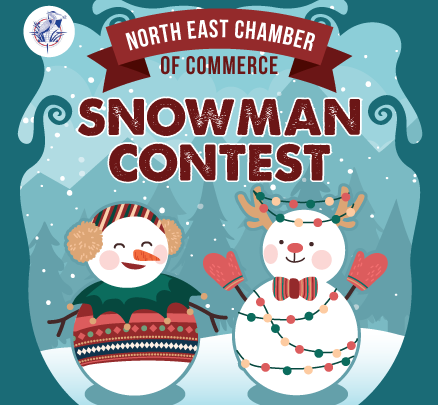 NORTH EAST CHAMBER
OF COMMERCE
SNOWMAN
CONTEST